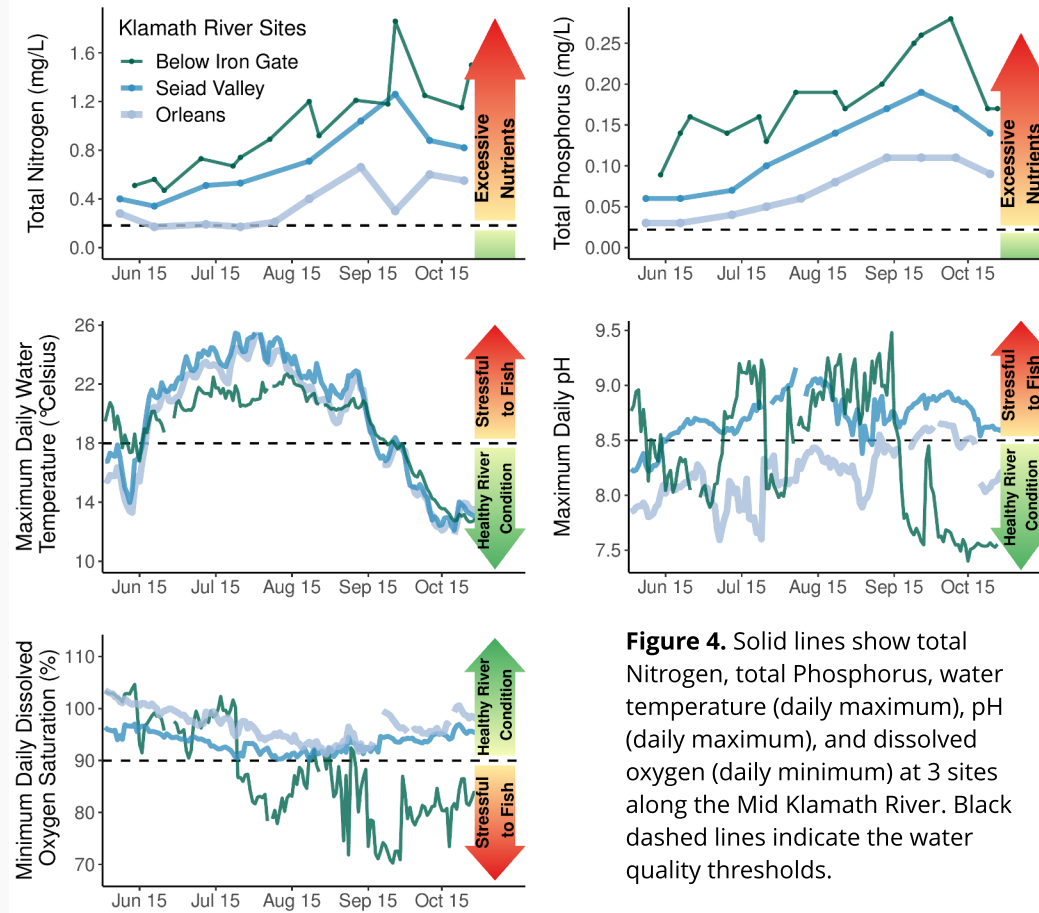 Total Nitrogen (mg/L)
1.6
1.2
0.8
0.4
0.0
Klamath River Sites
Below Iron Gate
Seiad Valley
Orleans
Excessive
Nutrients
Jun 15
Jul 15
Aug 15
Sep 15
Oct 15
Total Phosphorus (mg/L)
0.25
0.20
0.15
0.10
0.05
0.00
Excessive
Nutrients
Jun 15
Jul 15
Aug 15
Sep 15
Oct 15
Maximum Daily Water
Temperature (°Celsius)
26
22
18
14
10
Stressful
to Fish
Healthy River
Condition
Jun 15
Jul 15
Aug 15
Sep 15
Oct 15
Maximum Daily pH
9.5
9.0
8.5
8.0
7.5
Stressful
to Fish
Healthy River
Condition
Jun 15
Jul 15
Aug 15
Sep 15
Oct 15
Minimum Daily Dissolved
Oxygen Saturation (%)
110
100
90
80
70
Healthy River
Condition
Stressful
to Fish
Jun 15
Jul 15
Aug 15
Sep 15
Oct 15
Figure 4. Solid lines show total
Nitrogen, total Phosphorus, water
temperature (daily maximum), pH
(daily maximum), and dissolved
oxygen (daily minimum) at 3 sites
along the Mid Klamath River. Black
dashed lines indicate the water
quality thresholds.